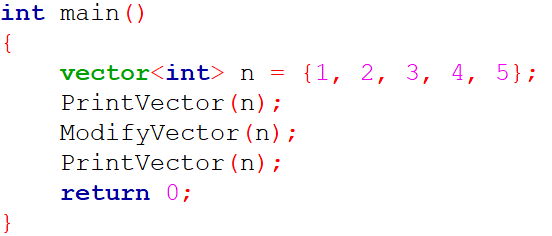 int main()
{
    vector<int> n = {1, 2, 3, 4, 5};
    PrintVector(n);
    ModifyVector(n);
    PrintVector(n);
    return 0;
}